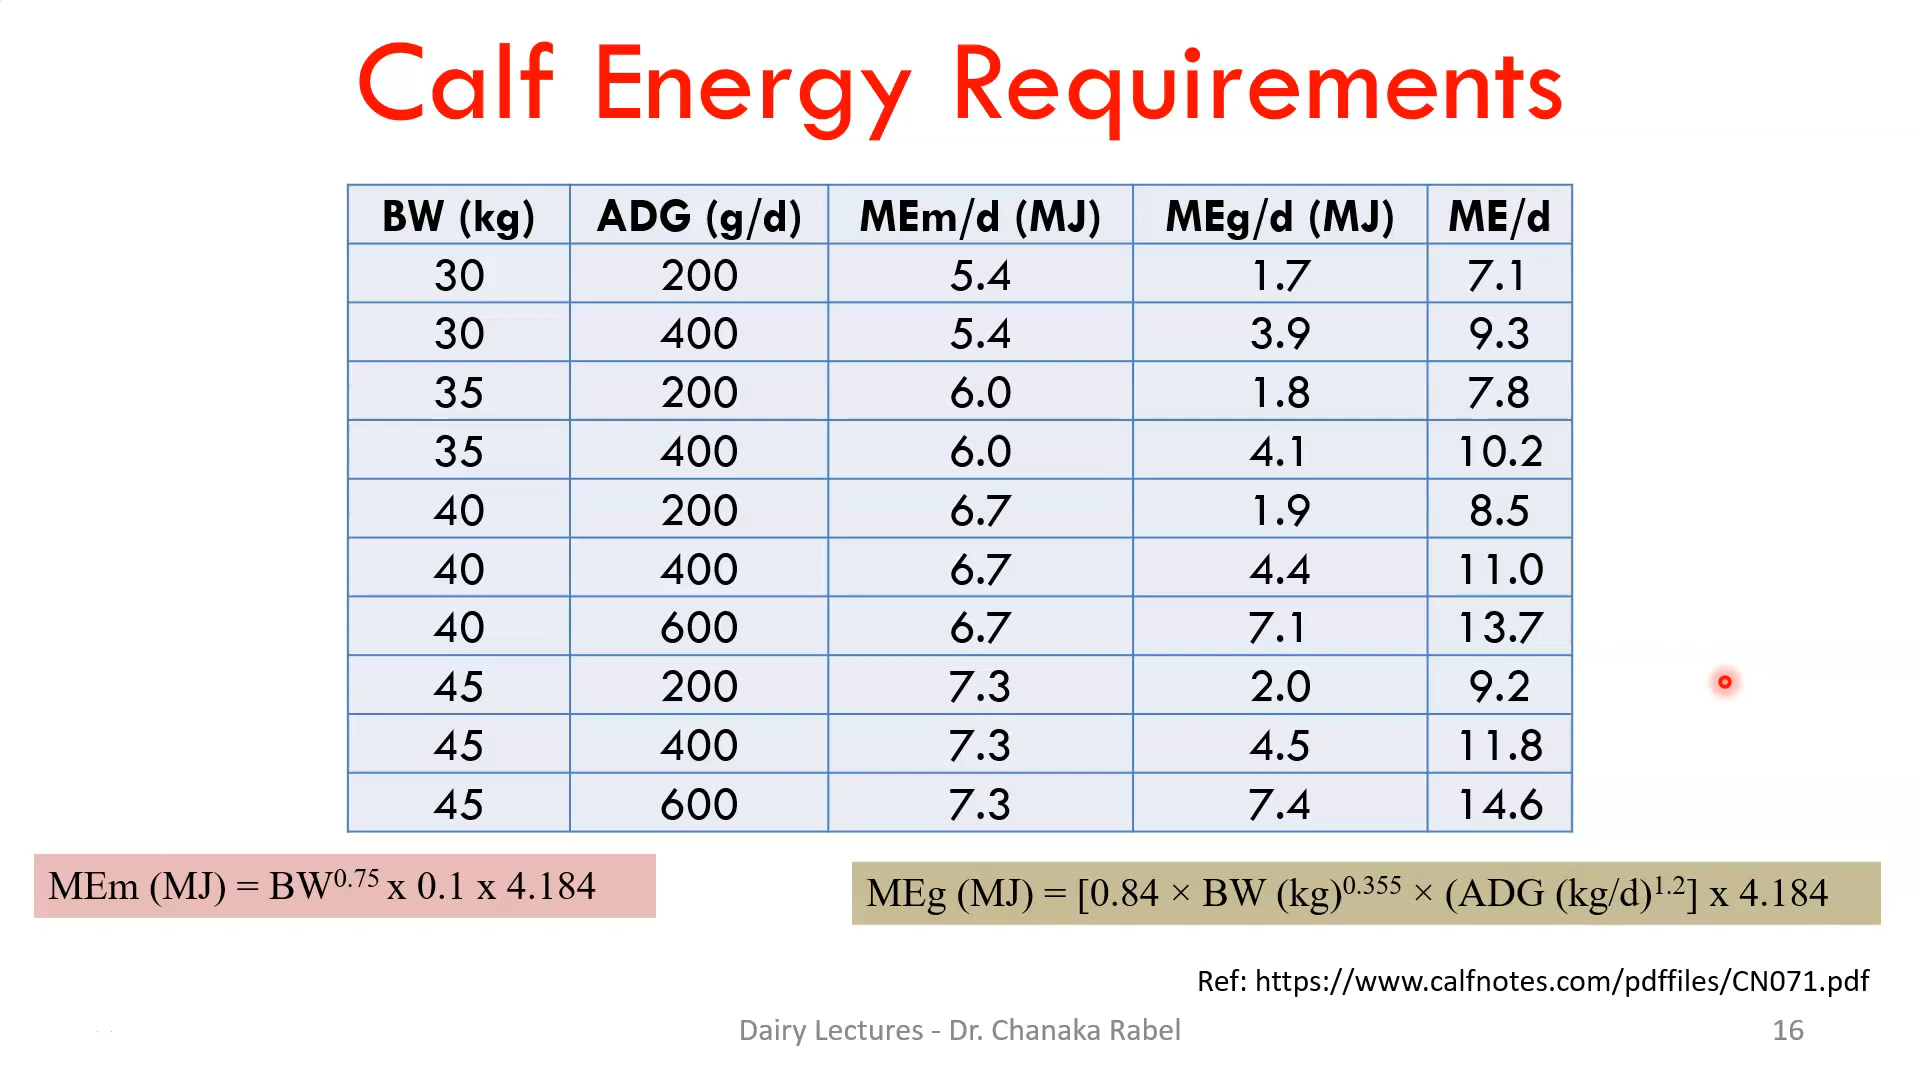 Calf Energy Requirements
BW (kg) ADG (g/d) MEm/d (MJ) MEg/d (MJ) ME/d
30 200 5.4 1.7 7.1
30 400 5.4 3.9 9.3
35 200 6.0 1.8 7.8
35 400 6.0 4.1 10.2
40 200 6.7 1.9 8.5
40 400 6.7 4.4 11.0
40 600 6.7 7.1 13.7
45 200 7.3 2.0 9.2
45 400 7.3 4.5 11.8
45 600 7.3 7.4 14.6
MEm (MJ) = BW^0.75 x 0.1 x 4.184
MEg (MJ) = [0.84 × BW (kg)^0.355 × (ADG (kg/d)^1.2] x 4.184
Ref: https://www.calfnotes.com/pdffiles/CN071.pdf
Dairy Lectures - Dr. Chanaka Rabel 16